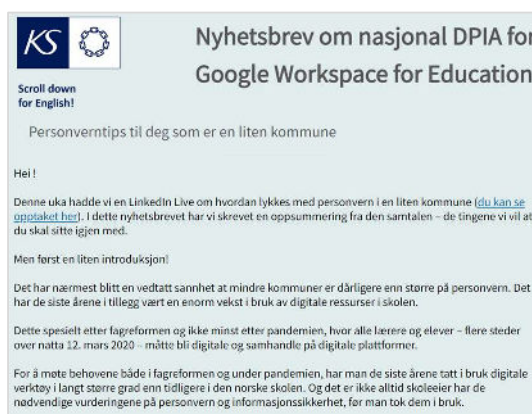 KS
Nyhetsbrev om nasjonal DPIA for
Google Workspace for Education
Scroll down
for English!
Personverntips til deg som er en liten kommune
Hei !
Denne uka hadde vi en LinkedIn Live om hvordan lykkes med personvern i en liten kommune (du kan se
opptaket her). I dette nyhetsbrevet har vi skrevet en oppsummering fra den samtalen – de tingene vi vil at
du skal sitte igjen med.
Men først en liten introduksjon!
Det har nærmest blitt en vedtatt sannhet at mindre kommuner er dårligere enn større på personvern. Det
har de siste årene i tillegg vært en enorm vekst i bruk av digitale ressurser i skolen.
Dette spesielt etter fagreformen og ikke minst etter pandemien, hvor alle lærere og elever – flere steder
over natta 12. mars 2020 – måtte bli digitale og samhandle på digitale plattformer.
For å møte behovene både i fagreformen og under pandemien, har man de siste årene tatt i bruk digitale
verktøy i langt større grad enn tidligere i den norske skolen. Og det er ikke alltid skoleeier har de
nødvendige vurderingene på personvern og informasjonssikkerhet, før man tok dem i bruk.